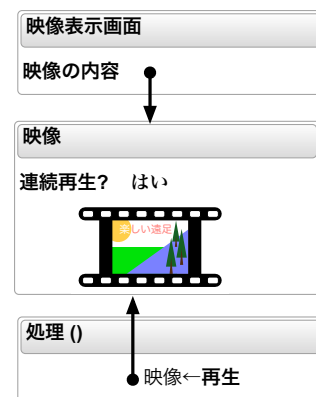 映像表示画面
映像の内容
映像
連続再生? はい
楽しい遠足
処理 ()
映像←再生